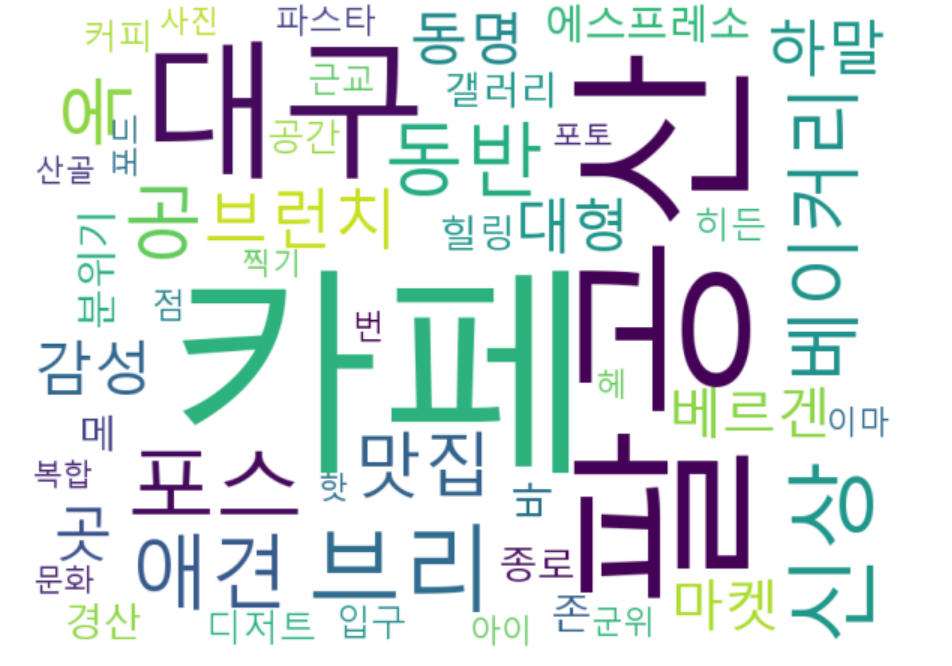 커피
사진
파스타
동명
에스프레소
하말
옥
대구
근교
갤러리
팔공산
산골
포드
공간
동반
포토
베이커리
공
브런치
힐링
대형
히든
분위기
찍기
점
카페
번
감성
헤
베르겐
이마
메
포스
맛집
복합
핫
바
신상
곳
애견
브리
종로
문화
존
군위
마켓
경산
디저트
입구
아이